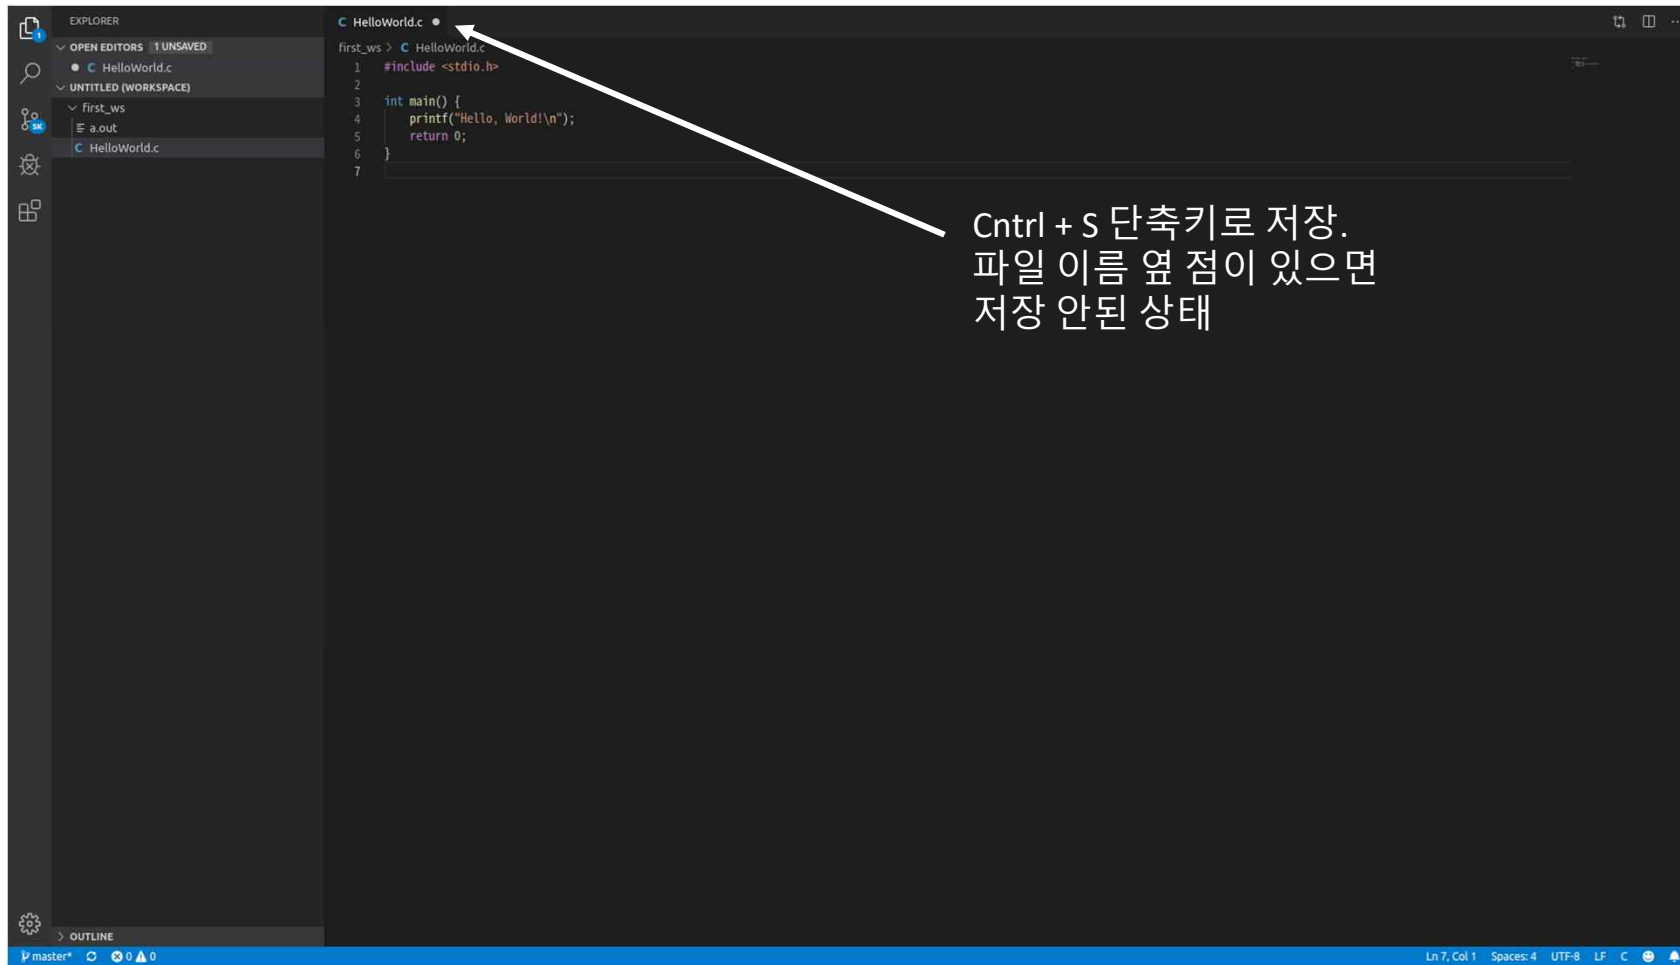 EXPLORER
OPEN EDITORS 1 UNSAVED
C HelloWorld.c
UNTITLED (WORKSPACE)
first_ws
a.out
C HelloWorld.c
OUTLINE
1
SK
C HelloWorld.c
first_ws > C HelloWorld.c
1 #include <stdio.h>
2
3 int main() {
4 printf("Hello, World!\n");
5 return 0;
6 }
7
Cntrl + S 단축키로 저장.
파일 이름 옆 점이 있으면
저장 안된 상태
master* 0 0
Ln 7, Col 1 Spaces: 4 UTF-8 LF C